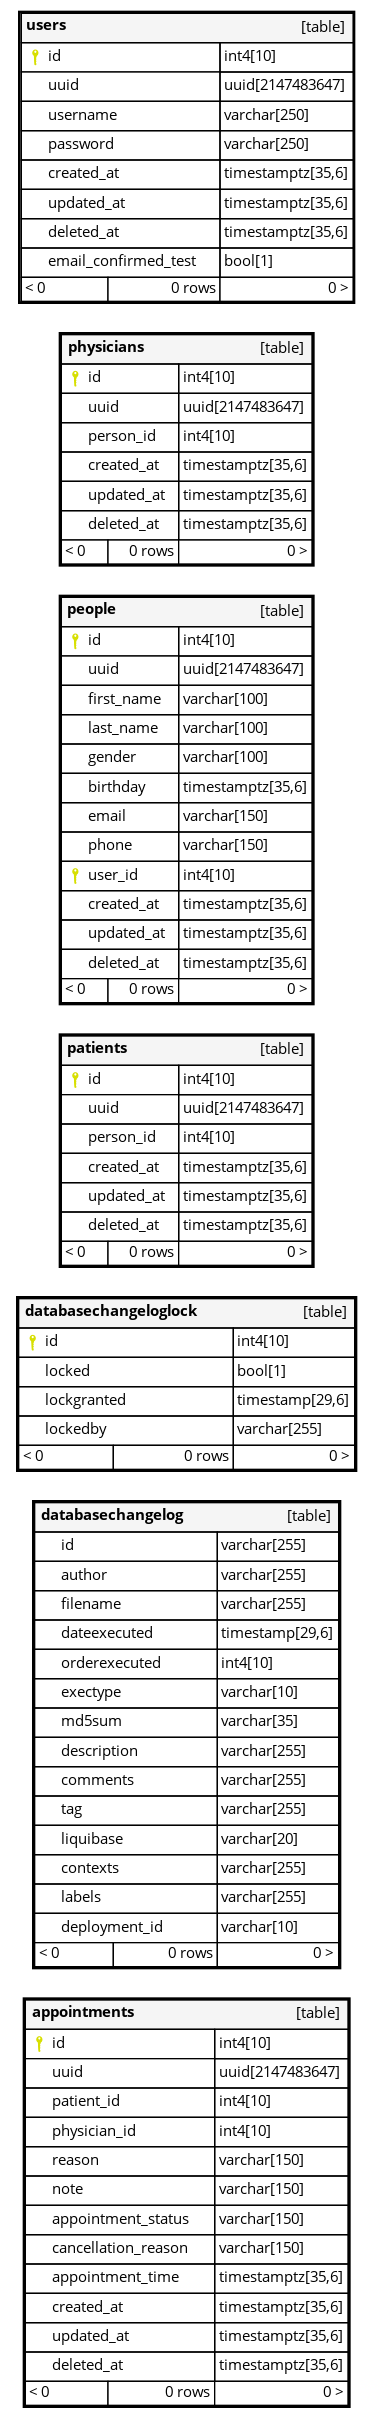 users [table]
id int4[10]
uuid uuid[2147483647]
username varchar[250]
password varchar[250]
created_at timestamptz[35,6]
updated_at timestamptz[35,6]
deleted_at timestamptz[35,6]
email_confirmed_test bool[1]
< 0 0 rows 0 >
physicians [table]
id int4[10]
uuid uuid[2147483647]
person_id int4[10]
created_at timestamptz[35,6]
updated_at timestamptz[35,6]
deleted_at timestamptz[35,6]
< 0 0 rows 0 >
people [table]
id int4[10]
uuid uuid[2147483647]
first_name varchar[100]
last_name varchar[100]
gender varchar[100]
birthday timestamptz[35,6]
email varchar[150]
phone varchar[150]
user_id int4[10]
created_at timestamptz[35,6]
updated_at timestamptz[35,6]
deleted_at timestamptz[35,6]
< 0 0 rows 0 >
patients [table]
id int4[10]
uuid uuid[2147483647]
person_id int4[10]
created_at timestamptz[35,6]
updated_at timestamptz[35,6]
deleted_at timestamptz[35,6]
< 0 0 rows 0 >
databasechangeloglock [table]
id int4[10]
locked bool[1]
lockgranted timestamp[29,6]
lockedby varchar[255]
< 0 0 rows 0 >
databasechangelog [table]
id varchar[255]
author varchar[255]
filename varchar[255]
dateexecuted timestamp[29,6]
orderexecuted int4[10]
exectype varchar[10]
md5sum varchar[35]
description varchar[255]
comments varchar[255]
tag varchar[255]
liquibase varchar[20]
contexts varchar[255]
labels varchar[255]
deployment_id varchar[10]
< 0 0 rows 0 >
appointments [table]
id int4[10]
uuid uuid[2147483647]
patient_id int4[10]
physician_id int4[10]
reason varchar[150]
note varchar[150]
appointment_status varchar[150]
cancellation_reason varchar[150]
appointment_time timestamptz[35,6]
created_at timestamptz[35,6]
updated_at timestamptz[35,6]
deleted_at timestamptz[35,6]
< 0 0 rows 0 >